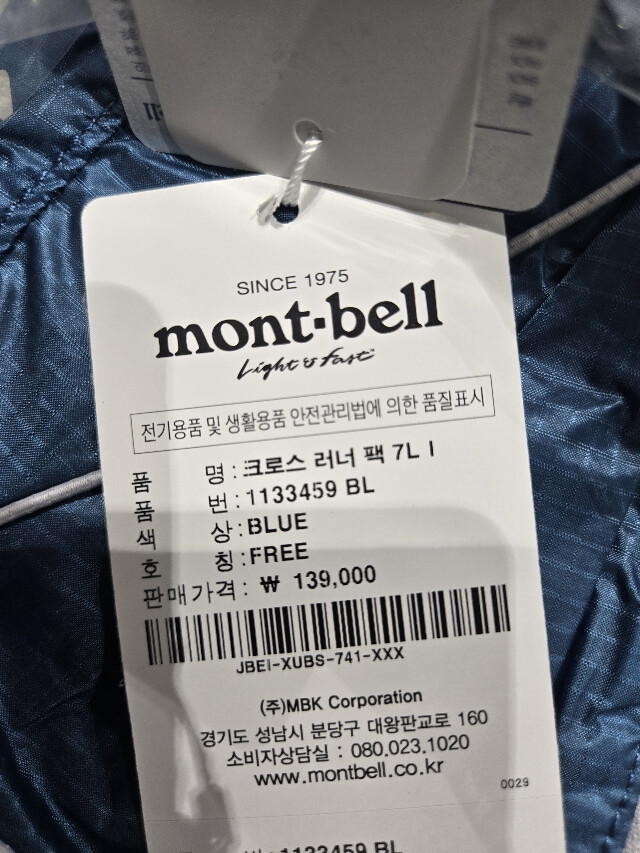 SINCE 1975
mont·bell
Light & Fast
전기용품 및 생활용품 안전관리법에 의한 품질표시
품 명 : 크로스 러너 팩 7L I
품 번 : 1133459 BL
색 상 : BLUE
호 칭 : FREE
판매가격 : ₩ 139,000
JBEI-XUBS-741-XXX
(주)MBK Corporation
경기도 성남시 분당구 대왕판교로 160
소비자상담실 : 080.023.1020
www.montbell.co.kr
0029
1133459 BL